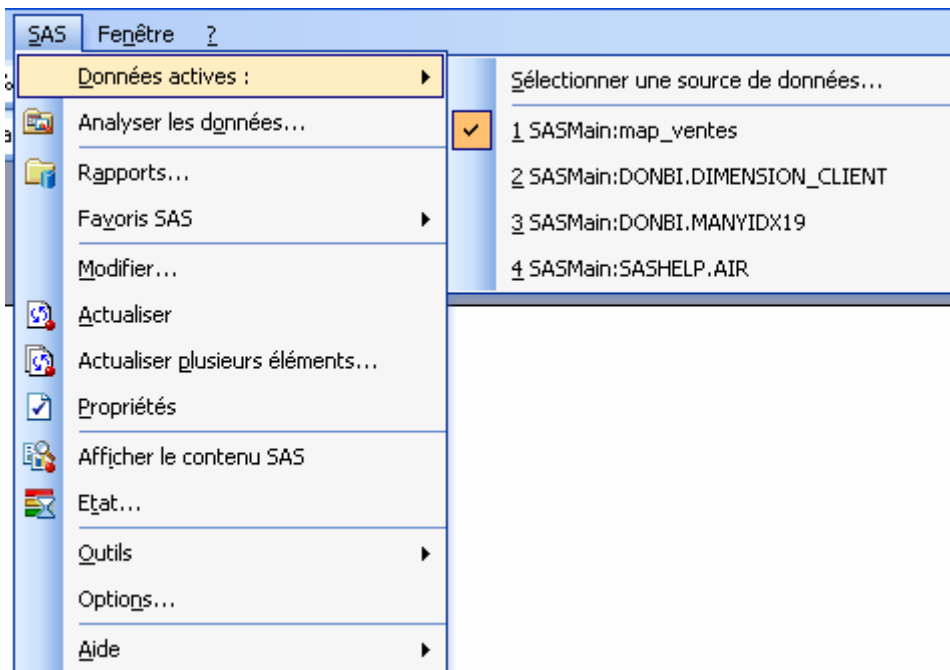 SAS Fenêtre ?
Données actives :
Analyser les données...
Rapports...
Favoris SAS
Modifier...
Actualiser
Actualiser plusieurs éléments...
Propriétés
Afficher le contenu SAS
Etat...
Outils
Options...
Aide
Sélectionner une source de données...
1 SASMain:map_ventes
2 SASMain:DONBI.DIMENSION_CLIENT
3 SASMain:DONBI.MANYIDX19
4 SASMain:SASHELP.AIR